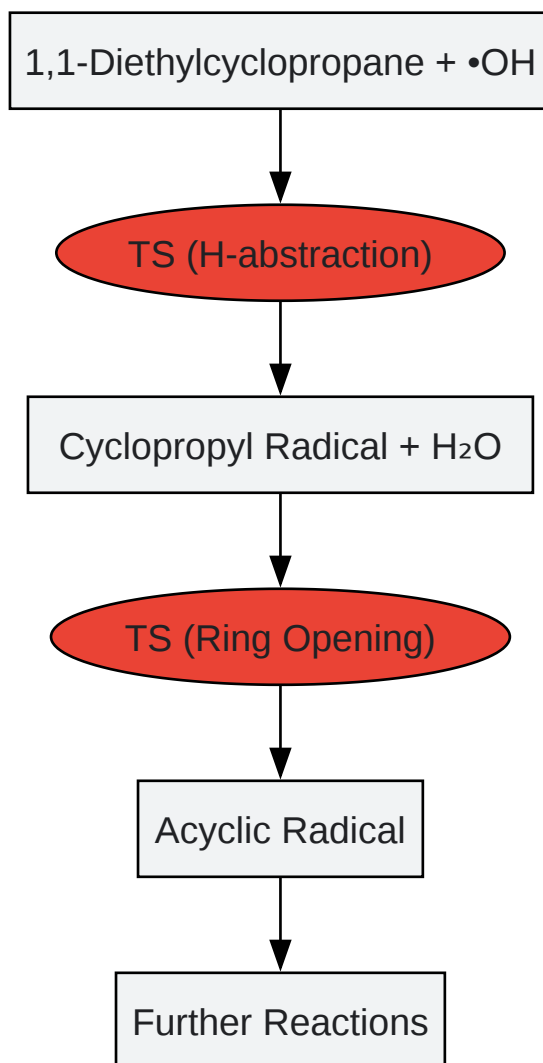 1,1-Diethylcyclopropane + •OH
TS (H-abstraction)
Cyclopropyl Radical + H₂O
TS (Ring Opening)
Acyclic Radical
Further Reactions